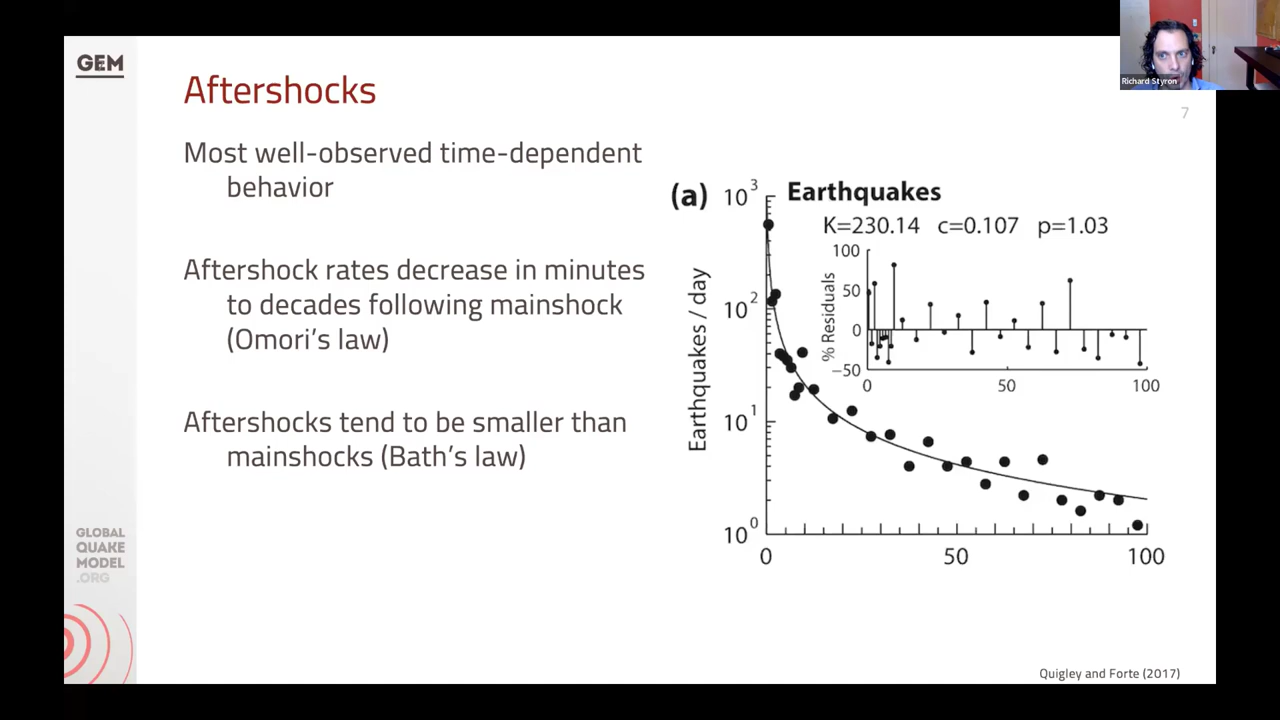 GEM
Aftershocks
Richard Styron
7
Most well-observed time-dependent
behavior
Aftershock rates decrease in minutes
to decades following mainshock
(Omori's law)
Aftershocks tend to be smaller than
mainshocks (Bath's law)
(a)
Earthquakes
K=230.14 c=0.107 p=1.03
Earthquakes / day
10³
10²
10¹
10⁰
0
50
100
% Residuals
100
50
0
−50
0
50
100
GLOBAL
QUAKE
MODEL
.ORG
Quigley and Forte (2017)